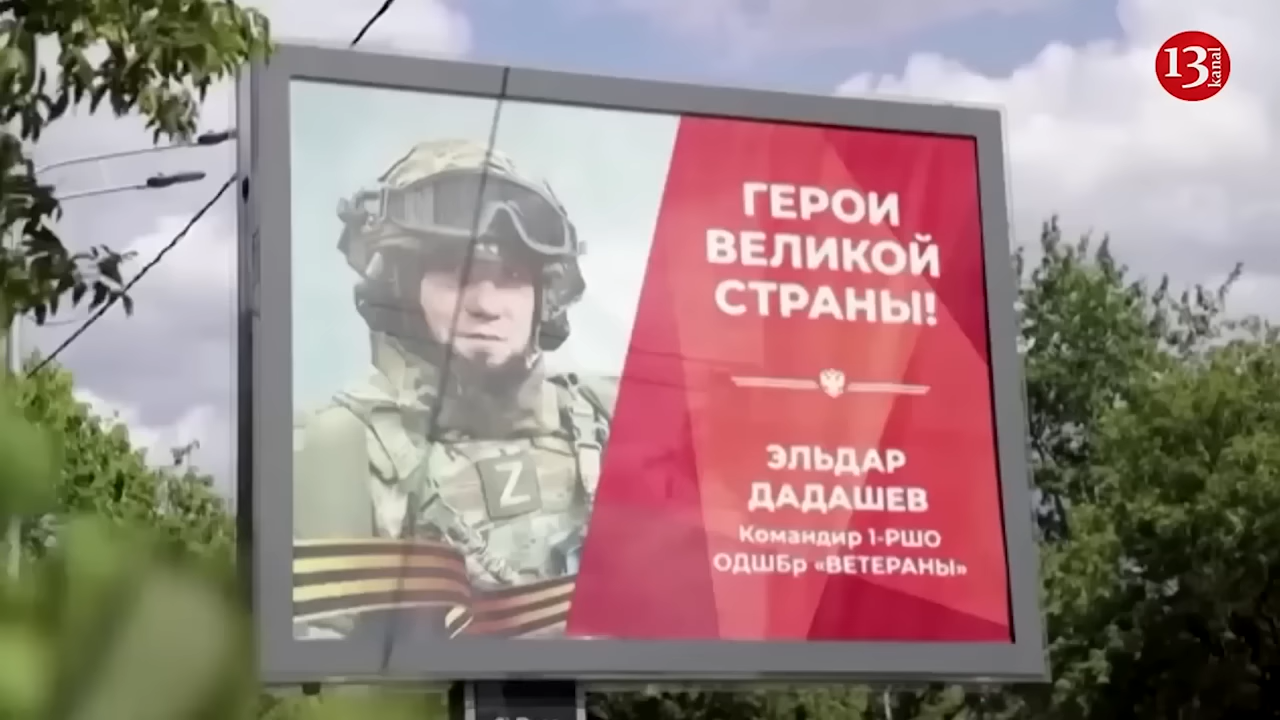 13 kanal
ГЕРОИ
ВЕЛИКОЙ
СТРАНЫ!
Z
ЭЛЬДАР
ДАДАШЕВ
Командир 1-РШО
ОДШБр «ВЕТЕРАНЫ»